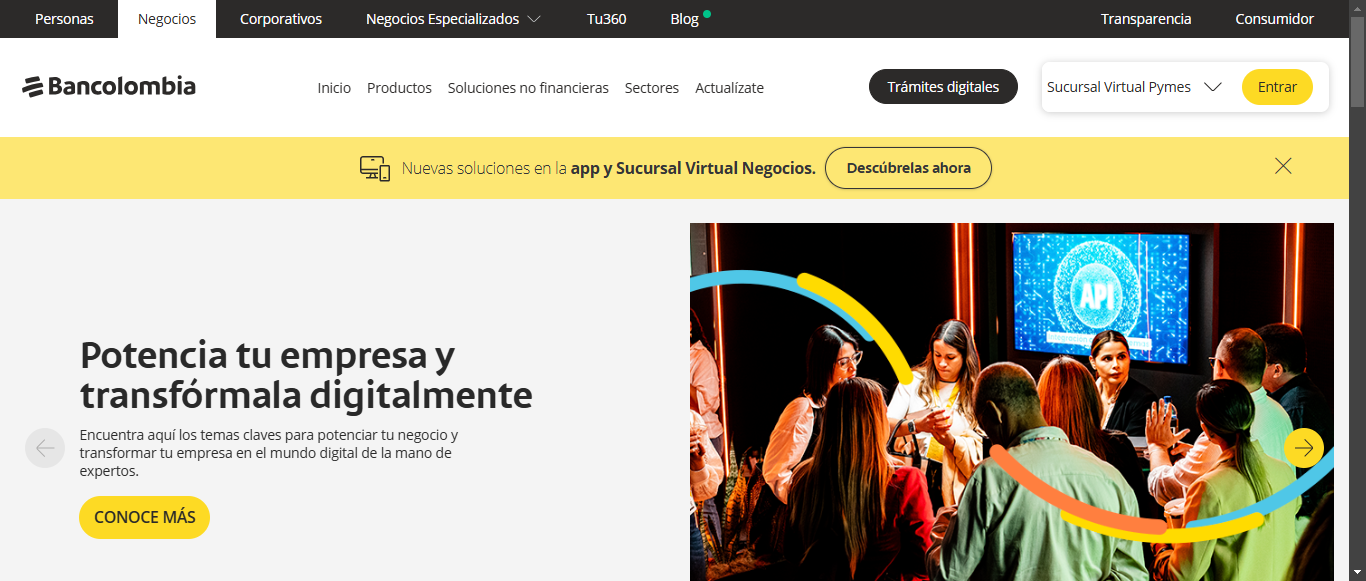 Personas Negocios Corporativos Negocios Especializados Tu360 Blog Transparencia Consumidor
Bancolombia Inicio Productos Soluciones no financieras Sectores Actualízate Trámites digitales Sucursal Virtual Pymes Entrar
Nuevas soluciones en la app y Sucursal Virtual Negocios. Descúbrelas ahora
API
Potencia tu empresa y
transfórmala digitalmente
Encuentra aquí los temas claves para potenciar tu negocio y
transformar tu empresa en el mundo digital de la mano de
expertos.
CONOCE MÁS